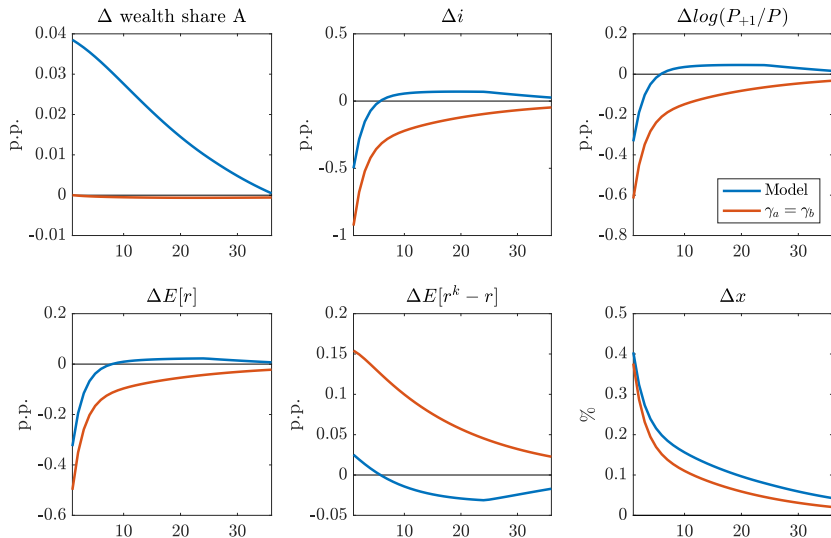 Δ wealth share A
Δi
Δlog(P₊₁/P)
p.p.
0.04
0.03
0.02
0.01
0
-0.01
10 20 30
p.p.
0.5
0
-0.5
-1
10 20 30
p.p.
0.2
0
-0.2
-0.4
-0.6
-0.8
10 20 30
Model
γₐ = γ_b
ΔE[r]
ΔE[rᵏ − r]
Δx
p.p.
0.2
0
-0.2
-0.4
-0.6
10 20 30
p.p.
0.2
0.15
0.1
0.05
0
-0.05
10 20 30
%
0.5
0.4
0.3
0.2
0.1
0
10 20 30